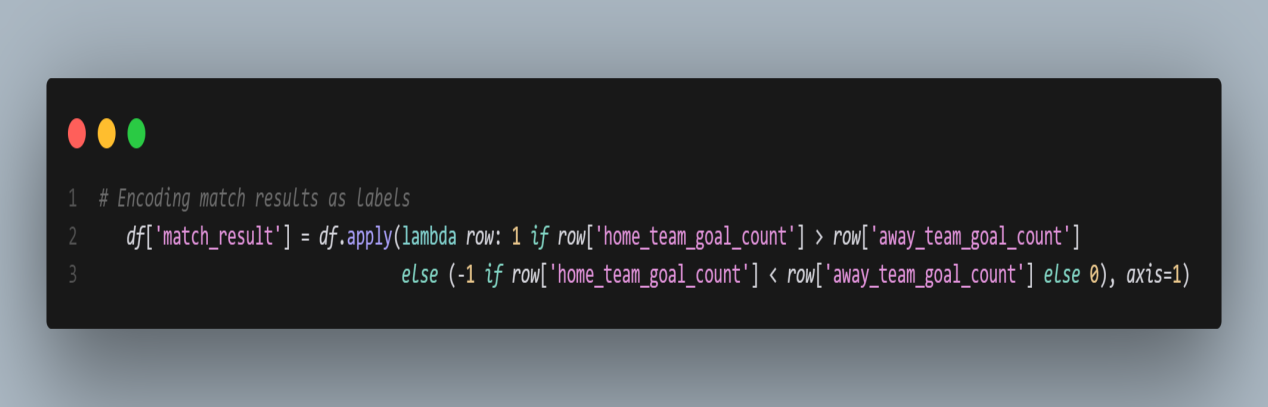 1 # Encoding match results as labels
2 df['match_result'] = df.apply(lambda row: 1 if row['home_team_goal_count'] > row['away_team_goal_count']
3 else (-1 if row['home_team_goal_count'] < row['away_team_goal_count'] else 0), axis=1)